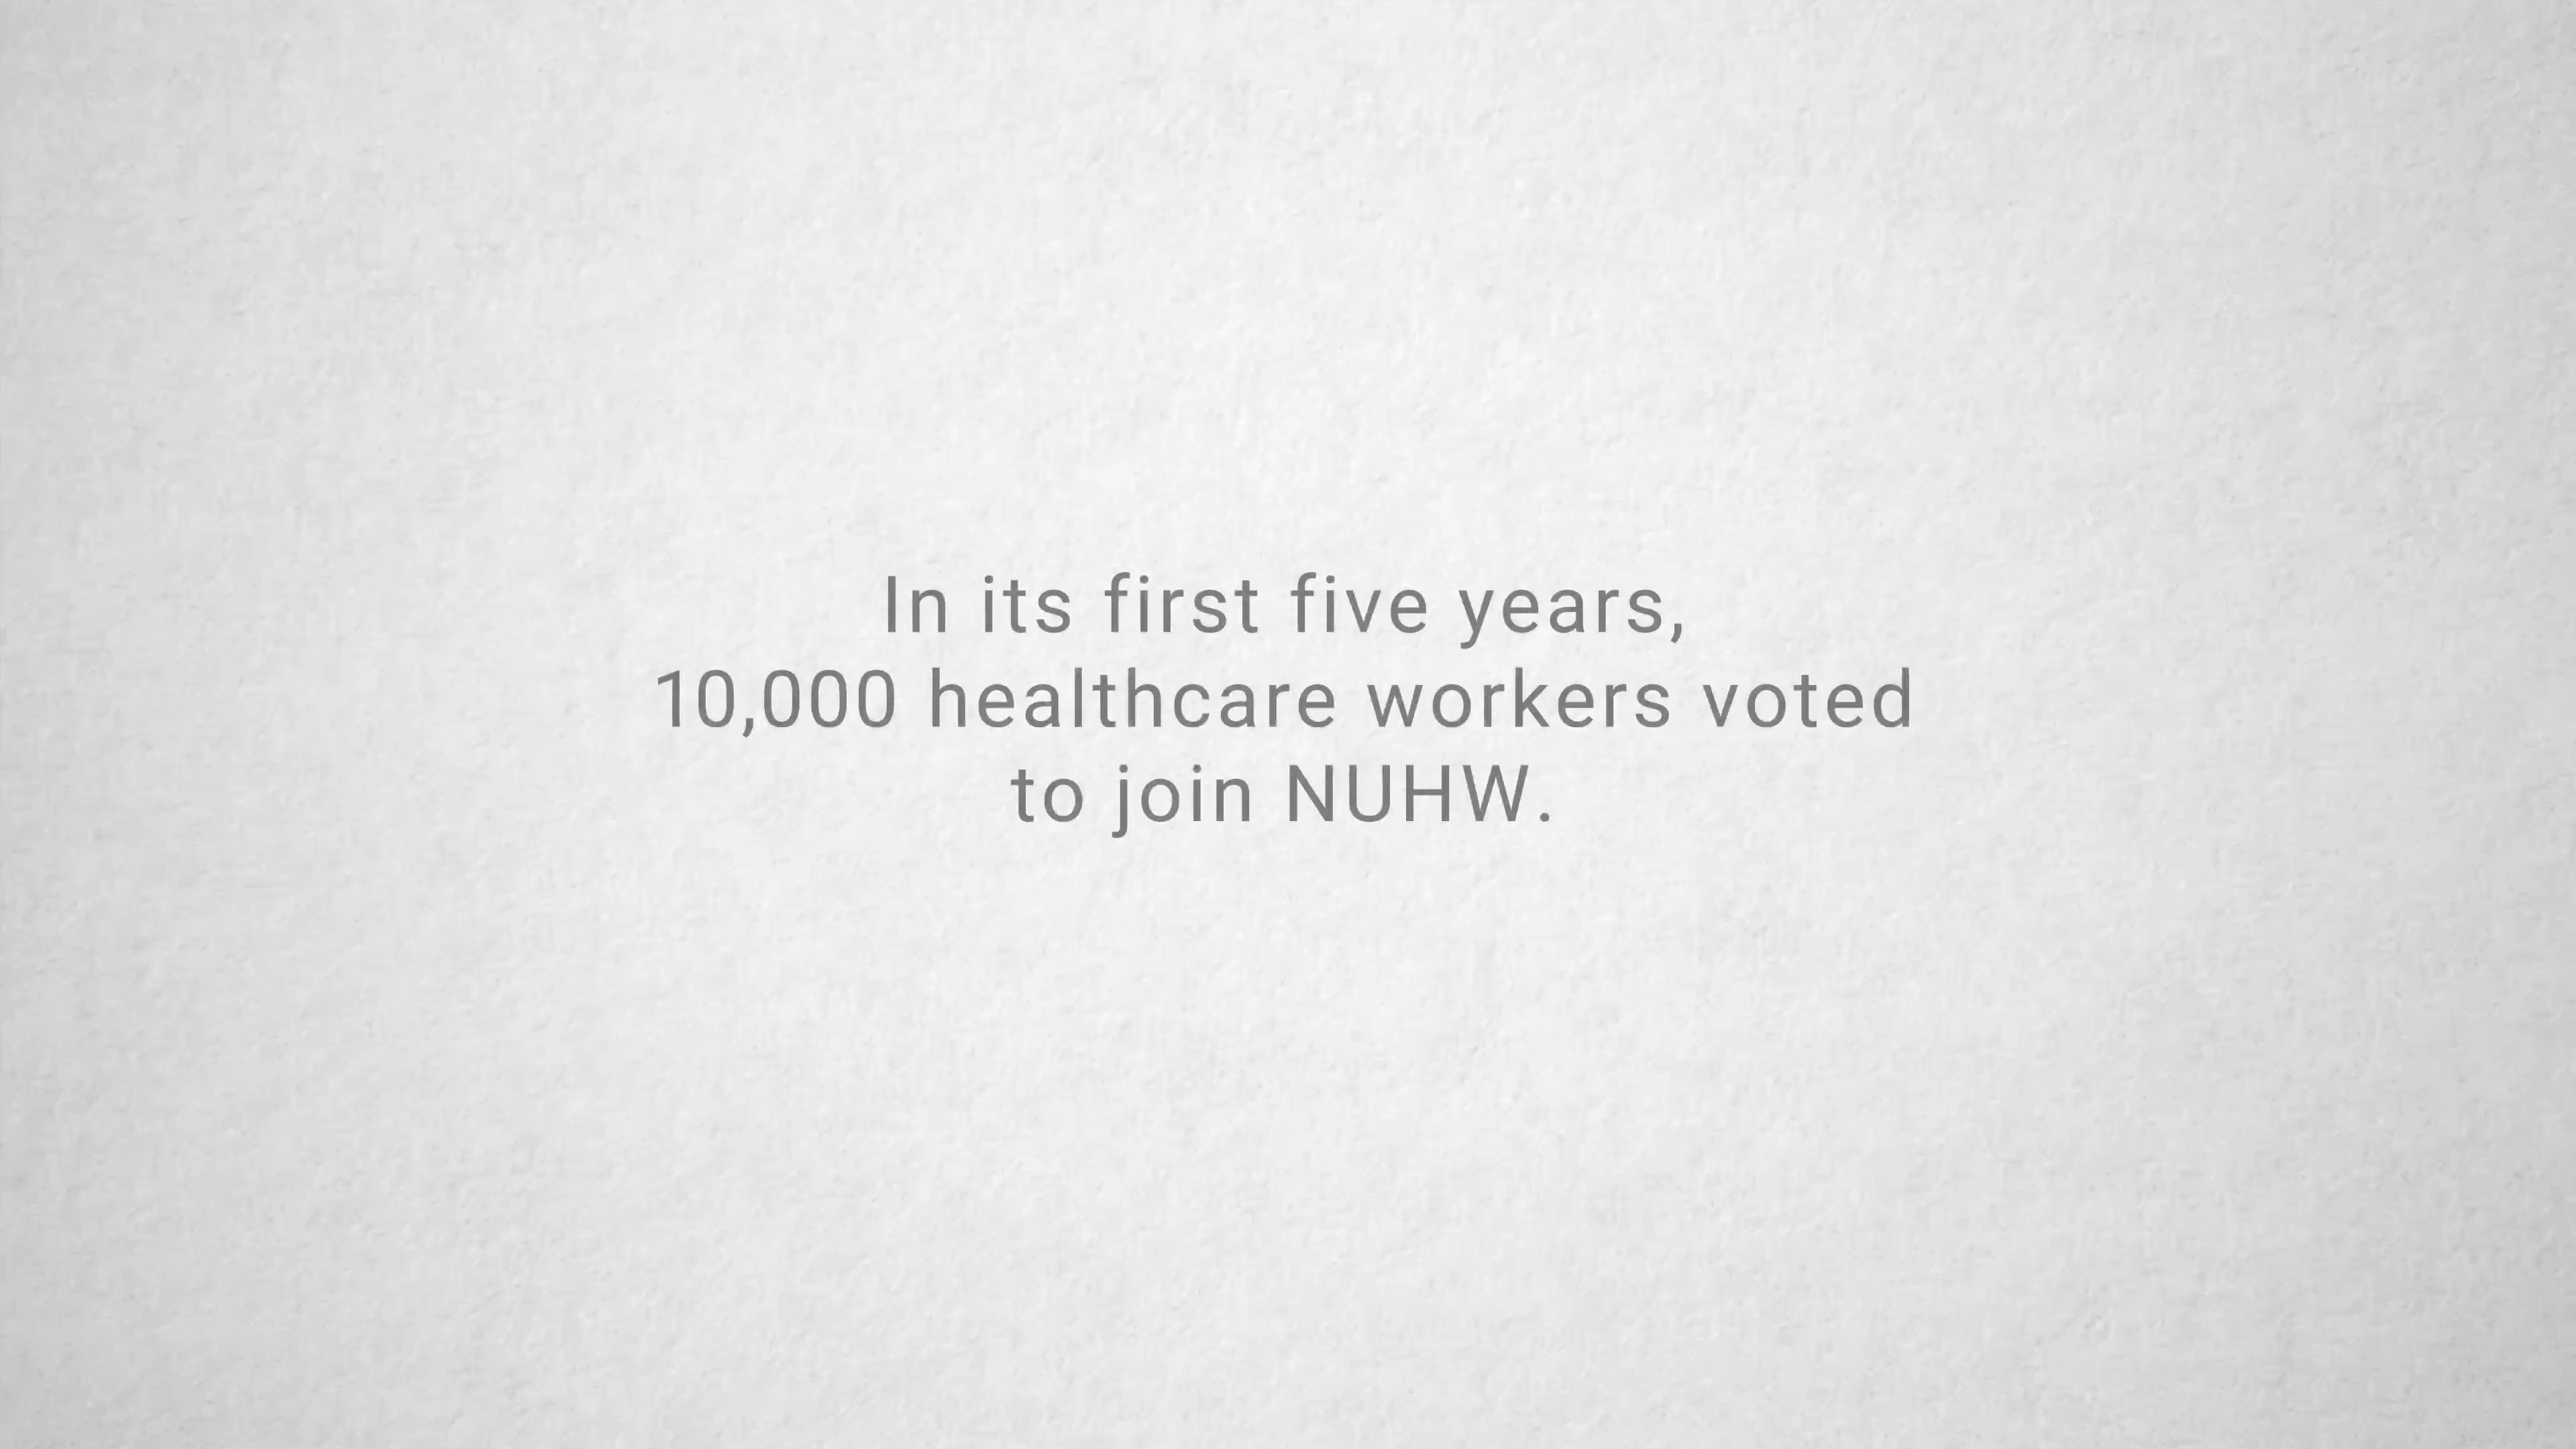 In its first five years,
10,000 healthcare workers voted
to join NUHW.